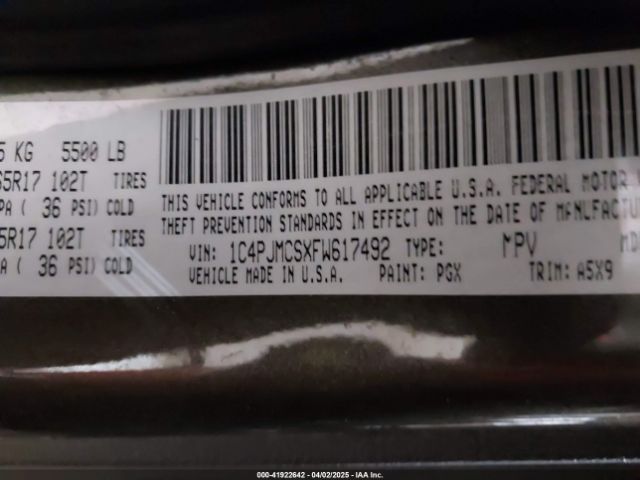 5 KG 5500 LB
65R17 102T TIRES
PA ( 36 PSI) COLD
5R17 102T TIRES
A ( 36 PSI) COLD
THIS VEHICLE CONFORMS TO ALL APPLICABLE U.S.A. FEDERAL MOTOR
THEFT PREVENTION STANDARDS IN EFFECT ON THE DATE OF MANUFACTU
VIN: 1C4PJMCSXFW617492 TYPE: MPV MD
VEHICLE MADE IN U.S.A. PAINT: PGX TRIM: A5X9
000-41922642 - 04/02/2025 - IAA Inc.